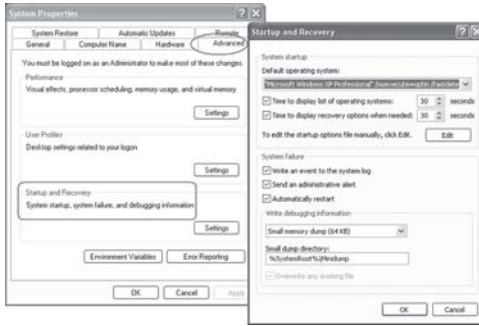 System Properties
System Restore
Automatic Updates
Remote
General
Computer Name
Hardware
Advanced
You must be logged on as an Administrator to make most of these changes.
Performance
Visual effects, processor scheduling, memory usage, and virtual memory
Settings
User Profiles
Desktop settings related to your logon
Settings
Startup and Recovery
System startup, system failure, and debugging information
Settings
Environment Variables
Error Reporting
OK
Cancel
Apply
Startup and Recovery
System startup
Default operating system:
"Microsoft Windows XP Professional" /noexecute=optin /fastdete
Time to display list of operating systems:
30
seconds
Time to display recovery options when needed:
30
seconds
To edit the startup options file manually, click Edit.
Edit
System failure
Write an event to the system log
Send an administrative alert
Automatically restart
Write debugging information
Small memory dump (64 KB)
Small dump directory:
%SystemRoot%\Minidump
Overwrite any existing file
OK
Cancel